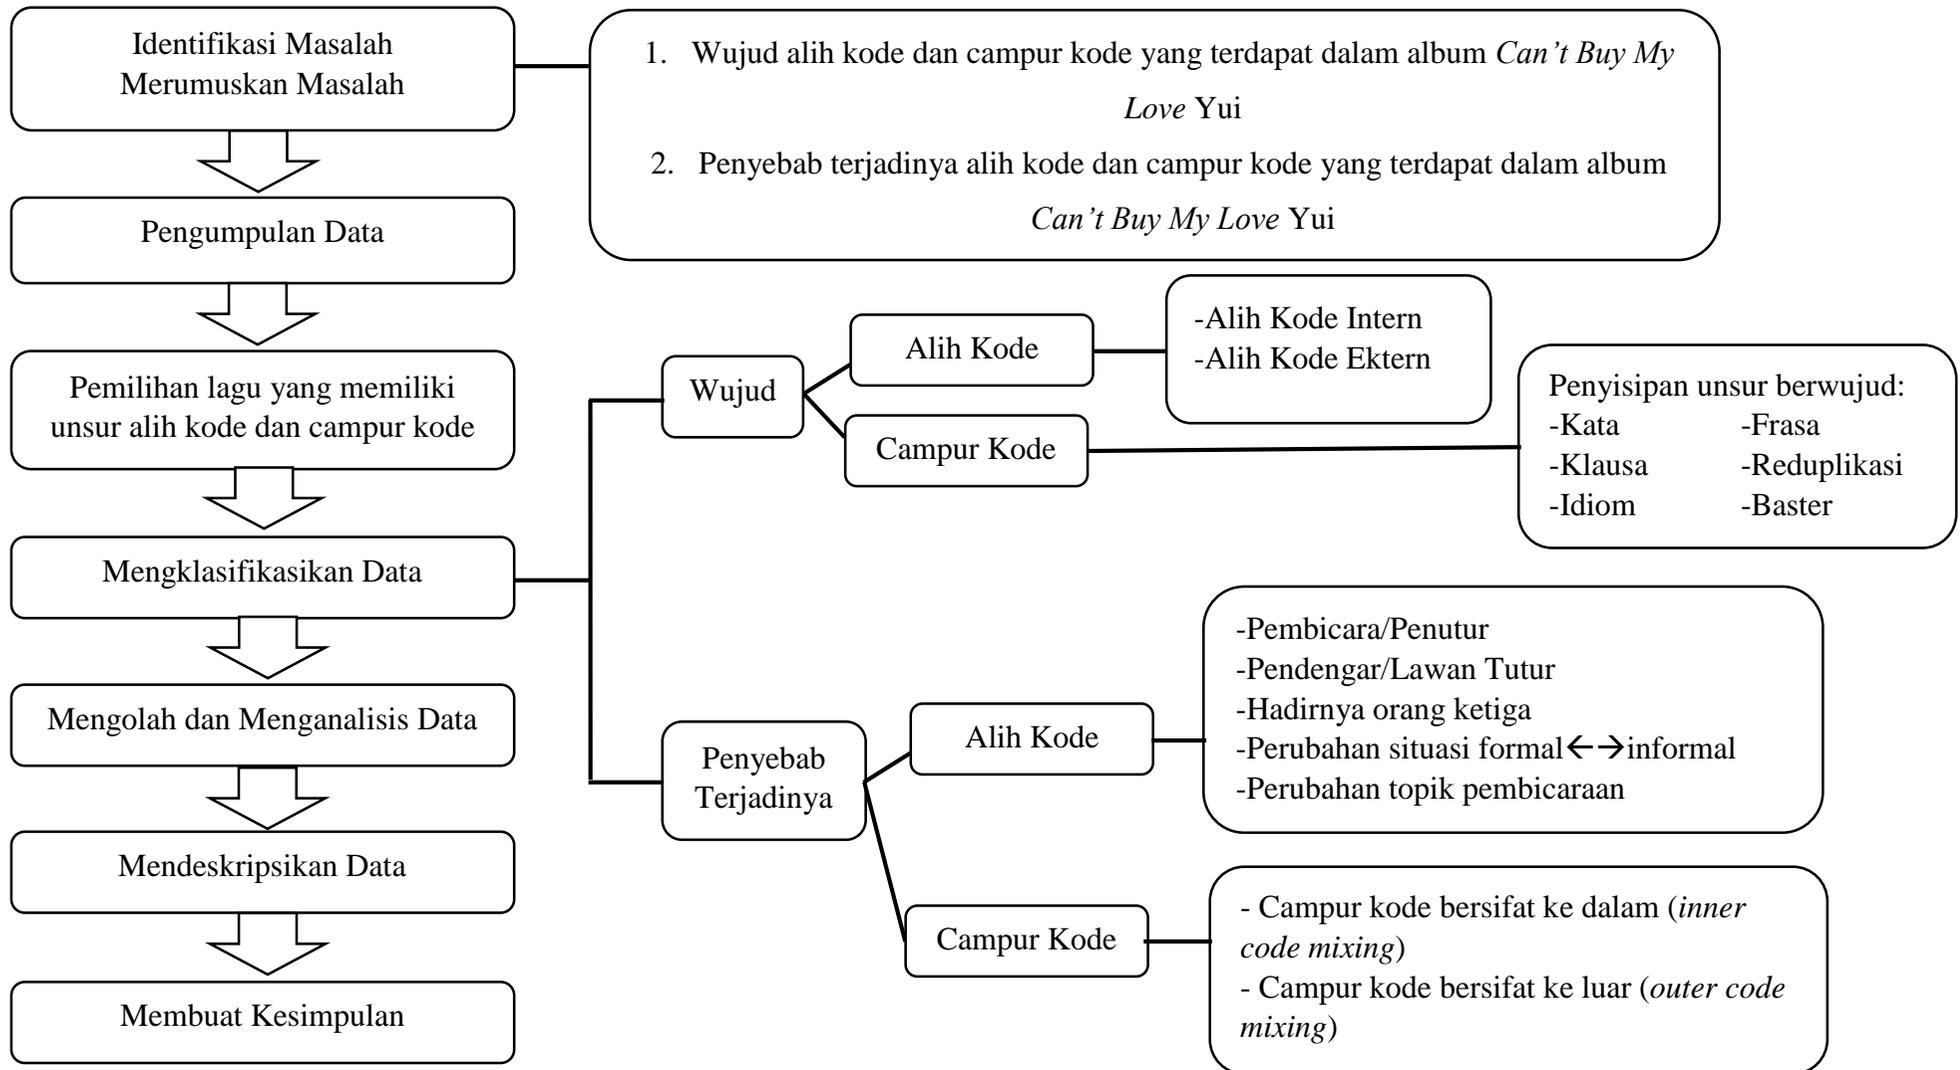 Identifikasi Masalah
Merumuskan Masalah
1. Wujud alih kode dan campur kode yang terdapat dalam album Can’t Buy My
Love Yui
2. Penyebab terjadinya alih kode dan campur kode yang terdapat dalam album
Can’t Buy My Love Yui
Pengumpulan Data
Pemilihan lagu yang memiliki
unsur alih kode dan campur kode
Mengklasifikasikan Data
Wujud
Alih Kode
-Alih Kode Intern
-Alih Kode Ektern
Campur Kode
Penyisipan unsur berwujud:
-Kata -Frasa
-Klausa -Reduplikasi
-Idiom -Baster
Penyebab
Terjadinya
Alih Kode
-Pembicara/Penutur
-Pendengar/Lawan Tutur
-Hadirnya orang ketiga
-Perubahan situasi formal←→informal
-Perubahan topik pembicaraan
Campur Kode
- Campur kode bersifat ke dalam (inner
code mixing)
- Campur kode bersifat ke luar (outer code
mixing)
Mengolah dan Menganalisis Data
Mendeskripsikan Data
Membuat Kesimpulan